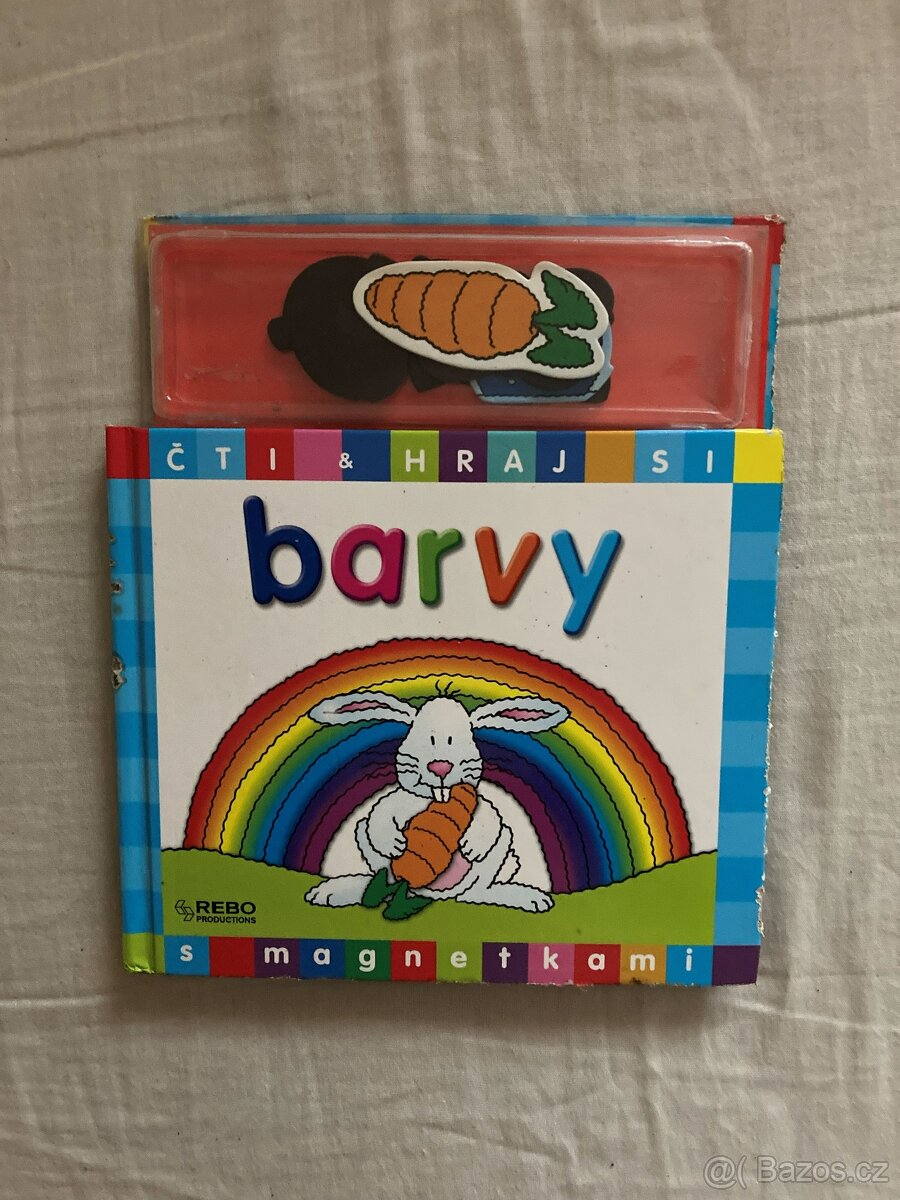 ČTI & HRAJ SI
barvy
REBO
PRODUCTIONS
s magnetkami
@( Bazos.cz